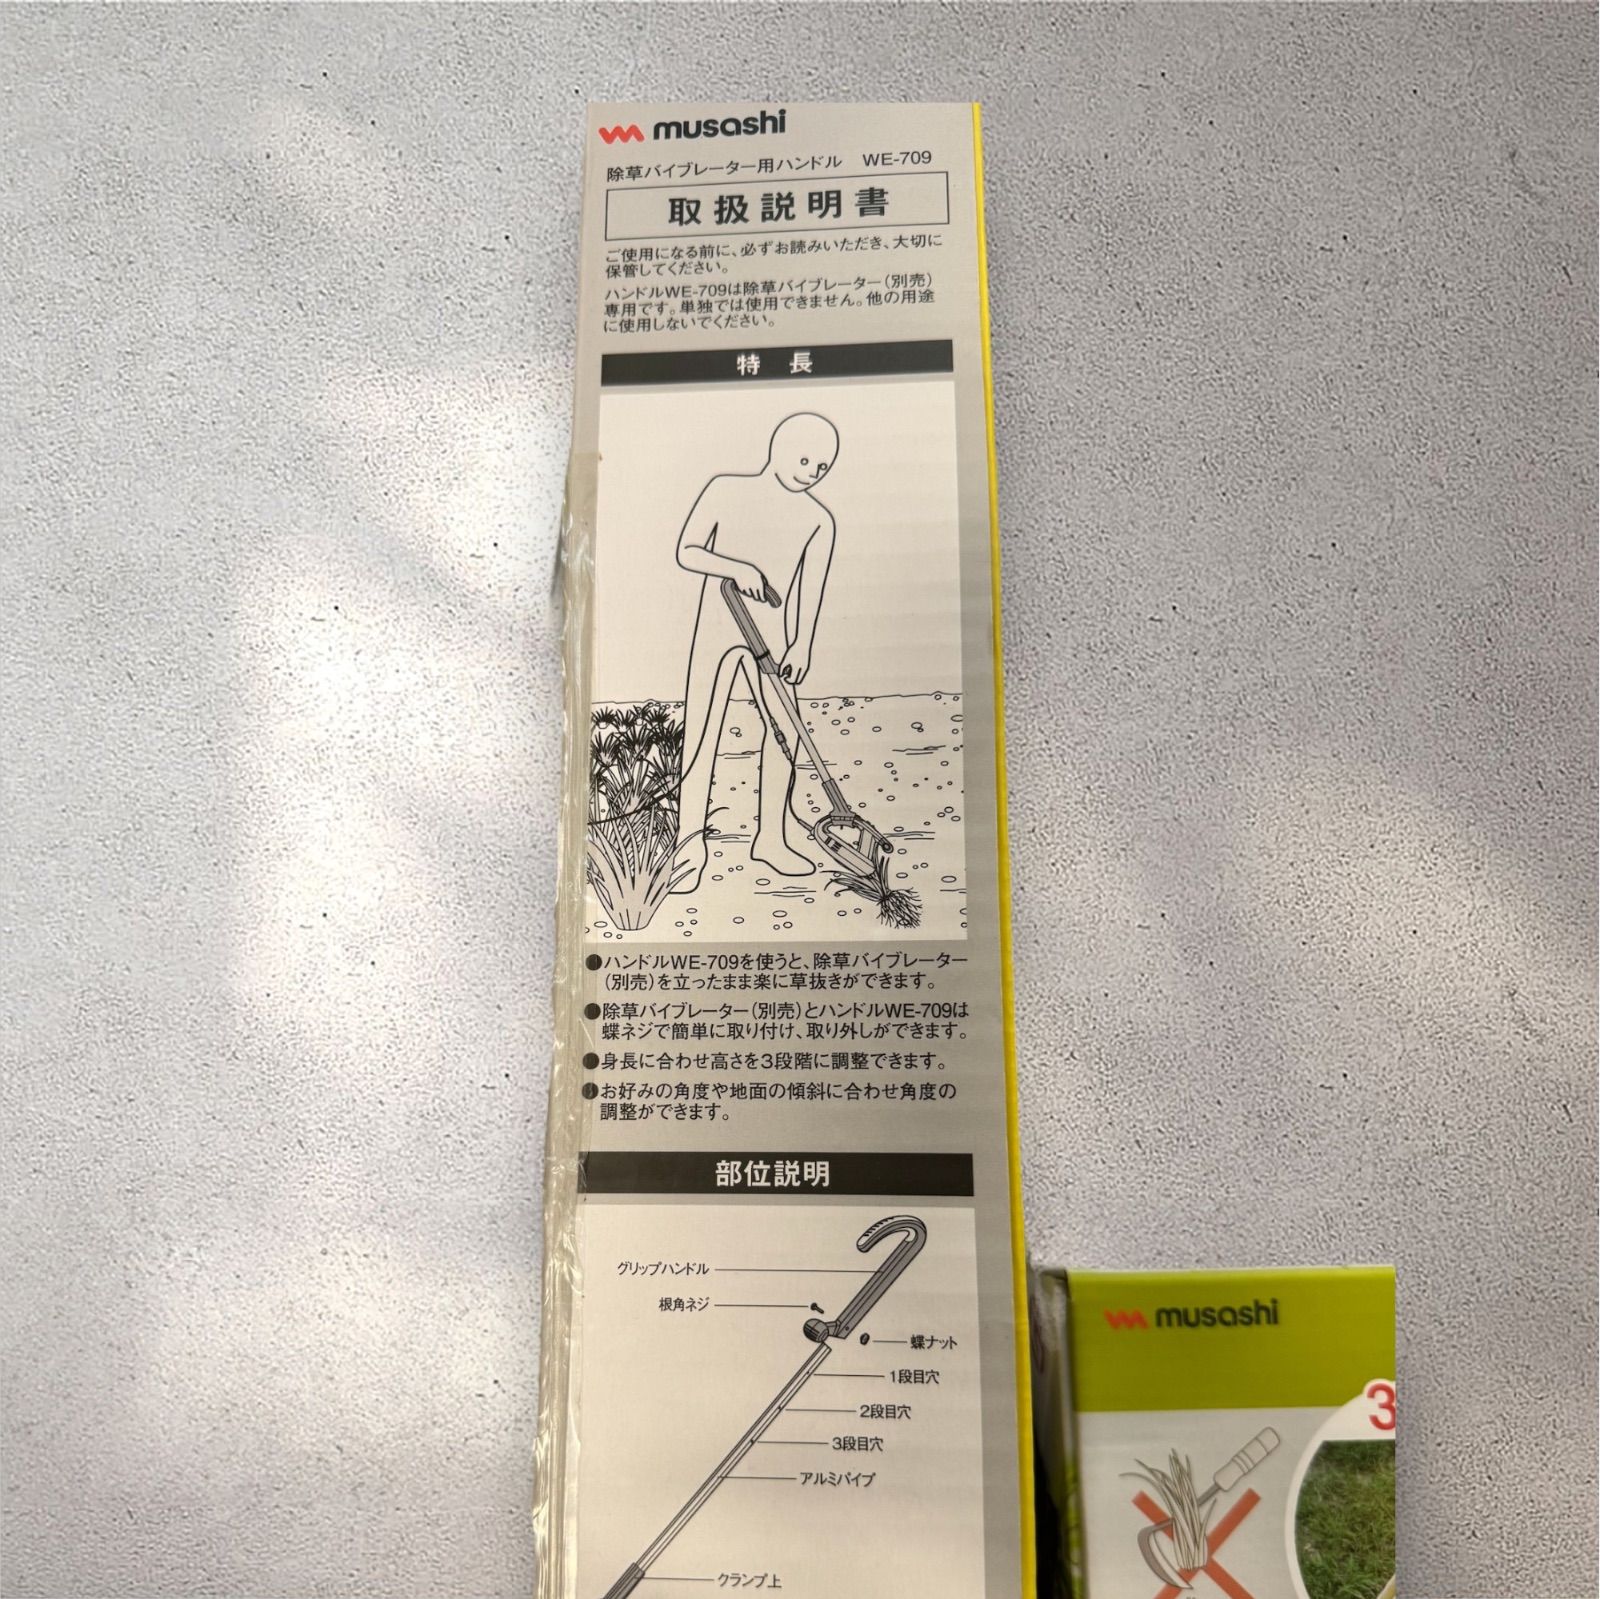 musashi
除草バイブレーター用ハンドル WE-709
取扱説明書
ご使用になる前に、必ずお読みいただき、大切に
保管してください。
ハンドルWE-709は除草バイブレーター(別売)
専用です。単独では使用できません。他の用途
に使用しないでください。
特長
●ハンドルWE-709を使うと、除草バイブレーター
(別売)を立ったまま楽に草抜きができます。
●除草バイブレーター(別売)とハンドルWE-709は
蝶ネジで簡単に取り付け、取り外しができます。
●身長に合わせ高さを3段階に調整できます。
●お好みの角度や地面の傾斜に合わせ角度の
調整ができます。
部位説明
グリップハンドル
根角ネジ
蝶ナット
1段目穴
2段目穴
3段目穴
アルミパイプ
クランプ上
musashi
3